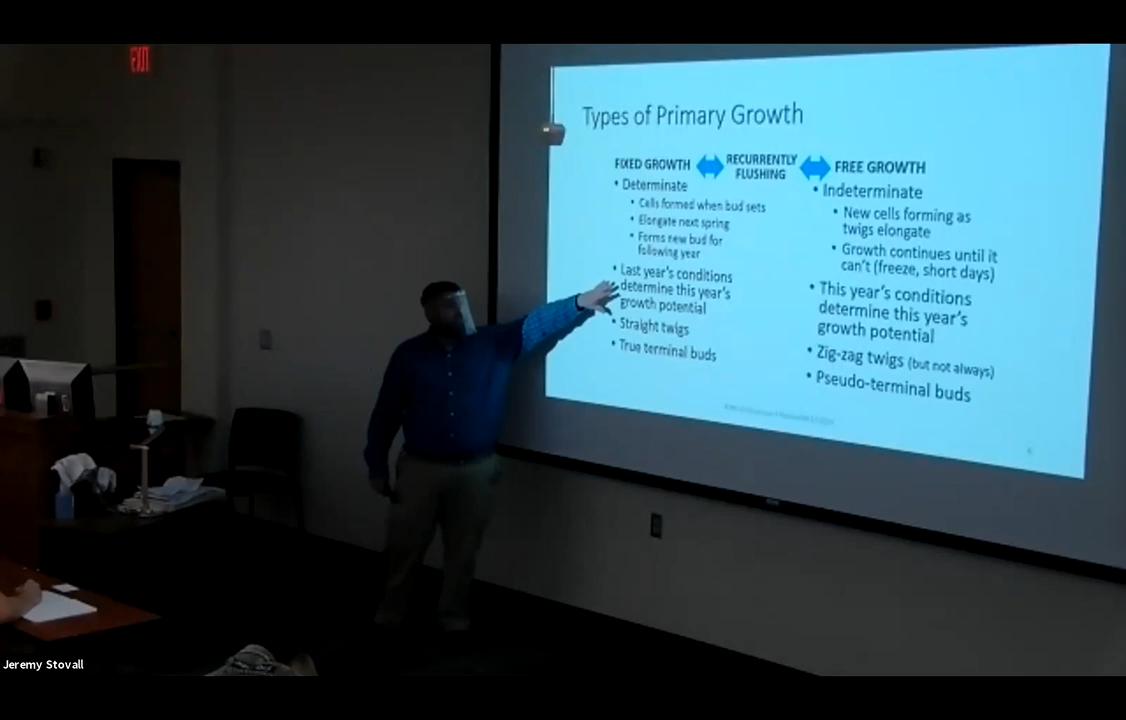 EXIT
Types of Primary Growth
FIXED GROWTH
RECURRENTLY
FLUSHING
FREE GROWTH
• Determinate
• Cells formed when bud sets
• Elongate next spring
• Forms new bud for
following year
• Last year's conditions
determine this year's
growth potential
• Straight twigs
• True terminal buds
• Indeterminate
• New cells forming as
twigs elongate
• Growth continues until it
can't (freeze, short days)
• This year's conditions
determine this year's
growth potential
• Zig-zag twigs (but not always)
• Pseudo-terminal buds
Jeremy Stovall